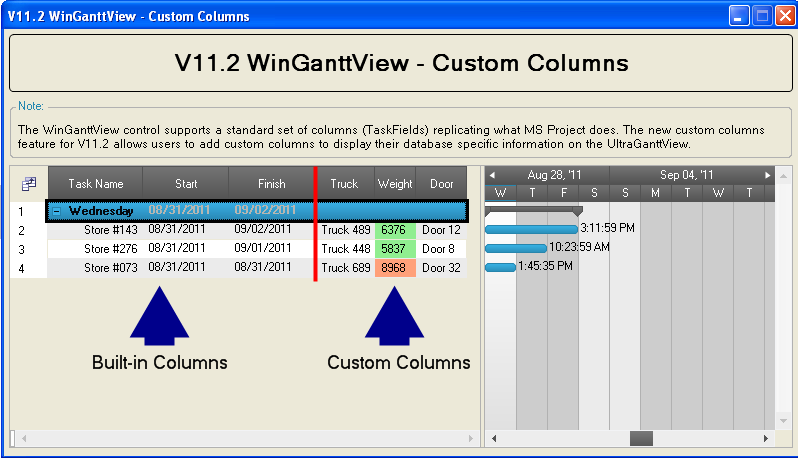 V11.2 WinGanttView - Custom Columns
V11.2 WinGanttView - Custom Columns
Note:
The WinGanttView control supports a standard set of columns (TaskFields) replicating what MS Project does. The new custom columns
feature for V11.2 allows users to add custom columns to display their database specific information on the UltraGanttView.
Task Name Start Finish Truck Weight Door Aug 28, '11 Sep 04, '11
W T F S S M T W T
1 Wednesday 08/31/2011 09/02/2011
2 Store #143 08/31/2011 09/02/2011 Truck 489 6376 Door 12 3:11:59 PM
3 Store #276 08/31/2011 09/01/2011 Truck 448 5837 Door 8 10:23:59 AM
4 Store #073 08/31/2011 08/31/2011 Truck 689 8968 Door 32 1:45:35 PM
Built-in Columns Custom Columns